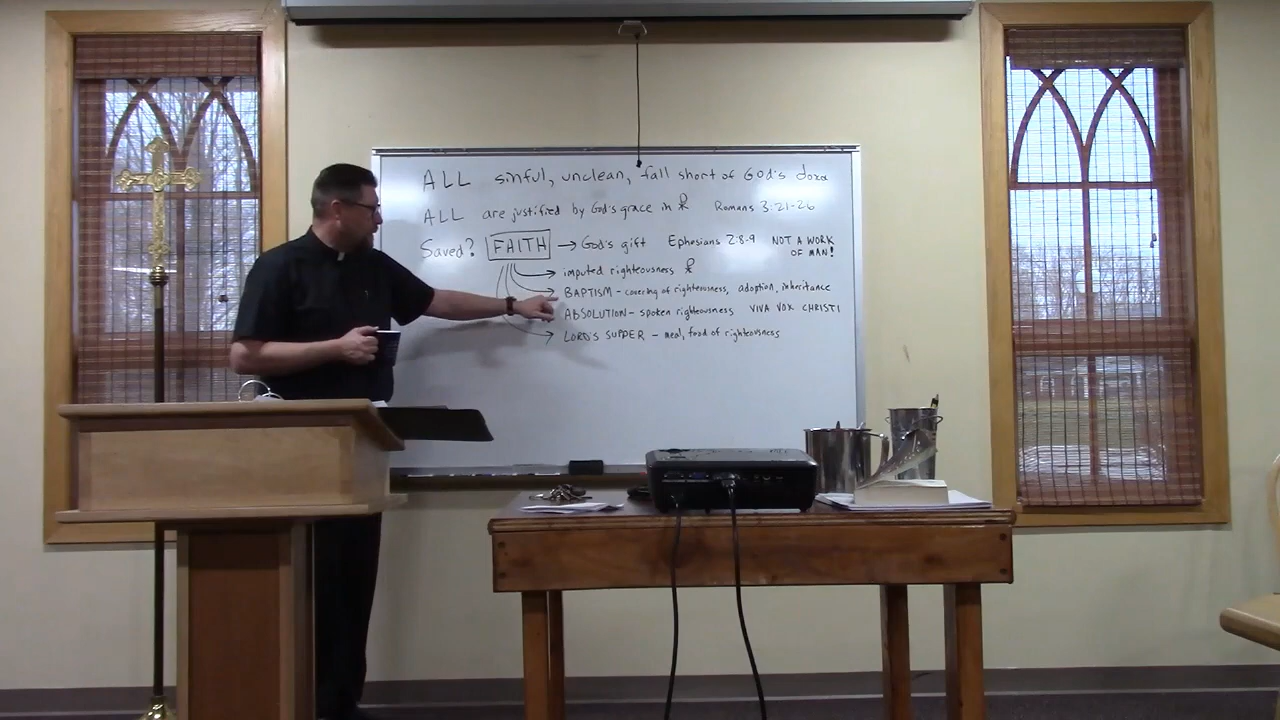 ALL sinful, unclean, fall short of God's doxa
ALL are justified by God's grace in ☧ Romans 3:21-26
Saved? FAITH → God's gift Ephesians 2:8-9 NOT A WORK
OF MAN!
→ imputed righteousness ☧
→ BAPTISM - covering of righteousness, adoption, inheritance
ABSOLUTION - spoken righteousness VIVA VOX CHRISTI
→ LORD'S SUPPER - meal, food of righteousness